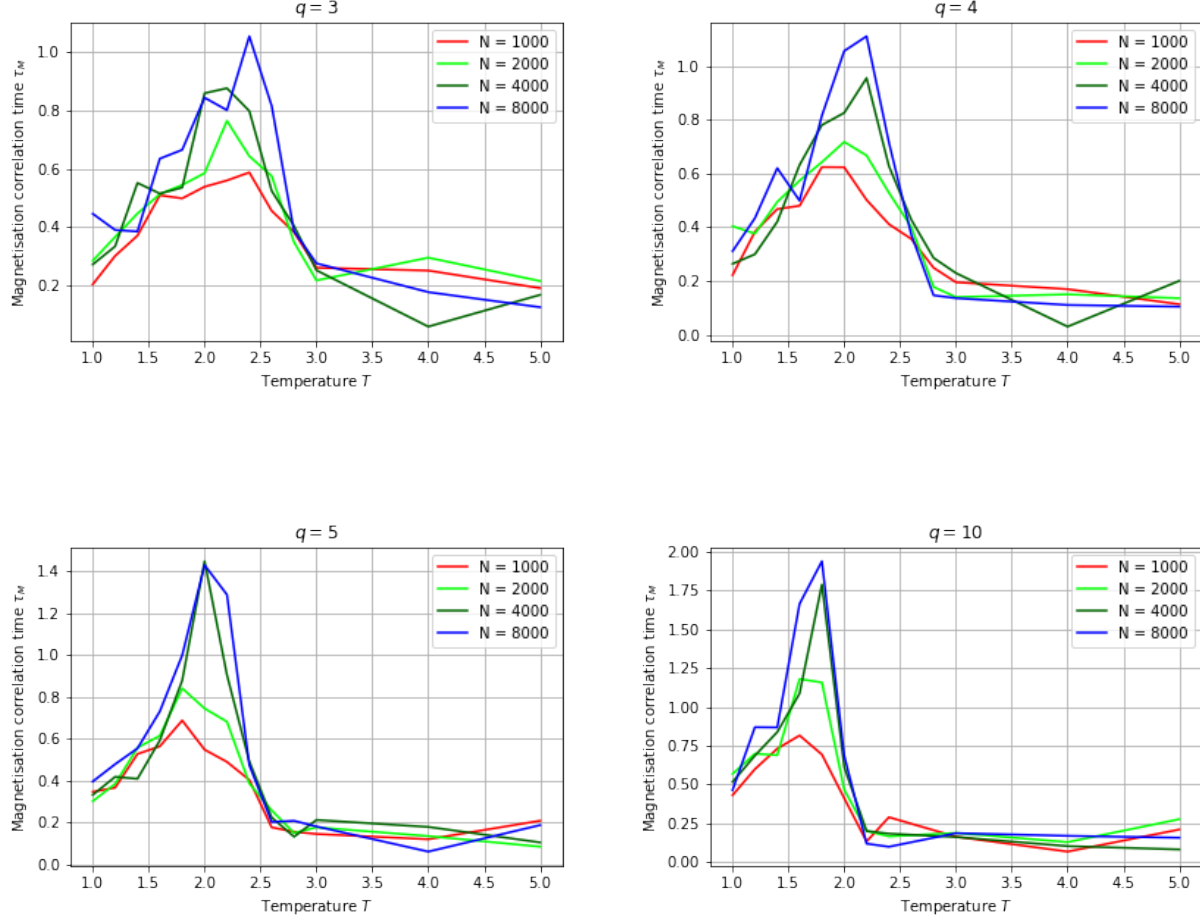 q = 3
Magnetisation correlation time τM
1.0
0.8
0.6
0.4
0.2
N = 1000
N = 2000
N = 4000
N = 8000
1.0 1.5 2.0 2.5 3.0 3.5 4.0 4.5 5.0
Temperature T
q = 4
Magnetisation correlation time τM
1.0
0.8
0.6
0.4
0.2
0.0
N = 1000
N = 2000
N = 4000
N = 8000
1.0 1.5 2.0 2.5 3.0 3.5 4.0 4.5 5.0
Temperature T
q = 5
Magnetisation correlation time τM
1.4
1.2
1.0
0.8
0.6
0.4
0.2
0.0
N = 1000
N = 2000
N = 4000
N = 8000
1.0 1.5 2.0 2.5 3.0 3.5 4.0 4.5 5.0
Temperature T
q = 10
Magnetisation correlation time τM
2.00
1.75
1.50
1.25
1.00
0.75
0.50
0.25
0.00
N = 1000
N = 2000
N = 4000
N = 8000
1.0 1.5 2.0 2.5 3.0 3.5 4.0 4.5 5.0
Temperature T